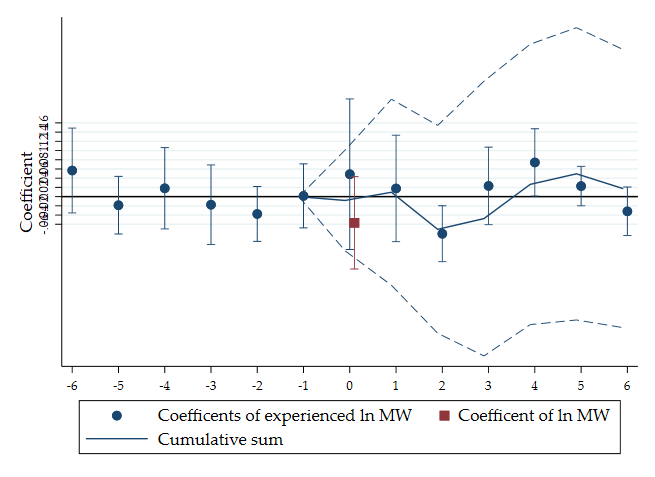 Coefficient
-6 -5 -4 -3 -2 -1 0 1 2 3 4 5 6
Coefficents of experienced ln MW
Coefficent of ln MW
Cumulative sum